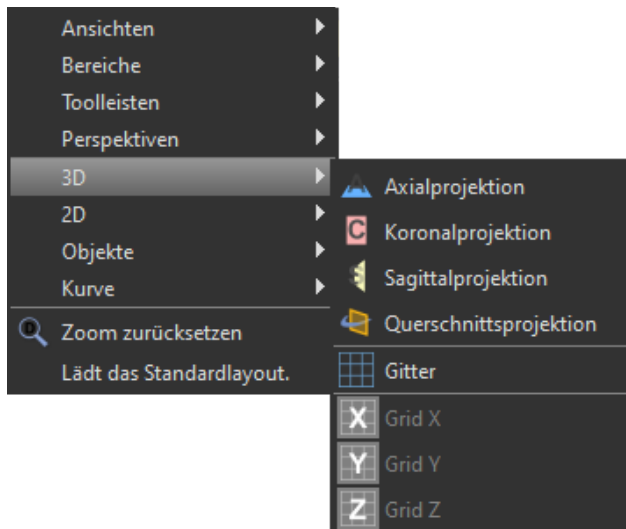 Ansichten
Bereiche
Toolleisten
Perspektiven
3D
2D
Objekte
Kurve
Zoom zurücksetzen
Lädt das Standardlayout.
A Axialprojektion
C Koronalprojektion
S Sagittalprojektion
Querschnittsprojektion
Gitter
X Grid X
Y Grid Y
Z Grid Z